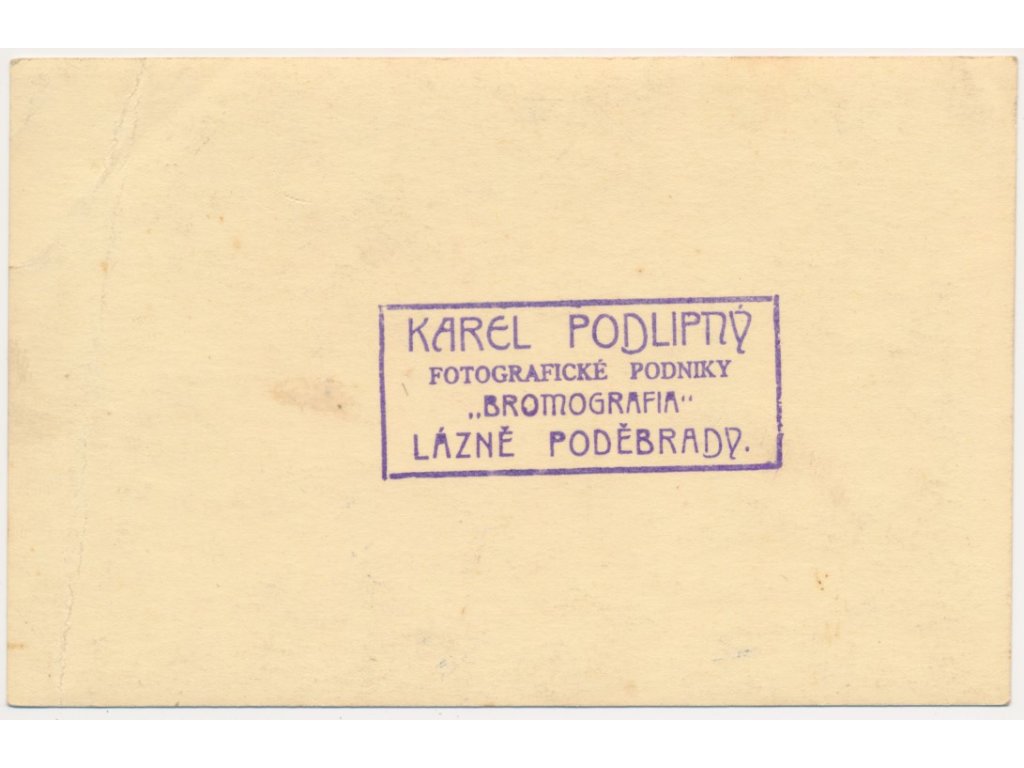 KAREL PODLIPNÝ
FOTOGRAFICKÉ PODNIKY
„BROMOGRAFIA“
LÁZNĚ PODĚBRADY.